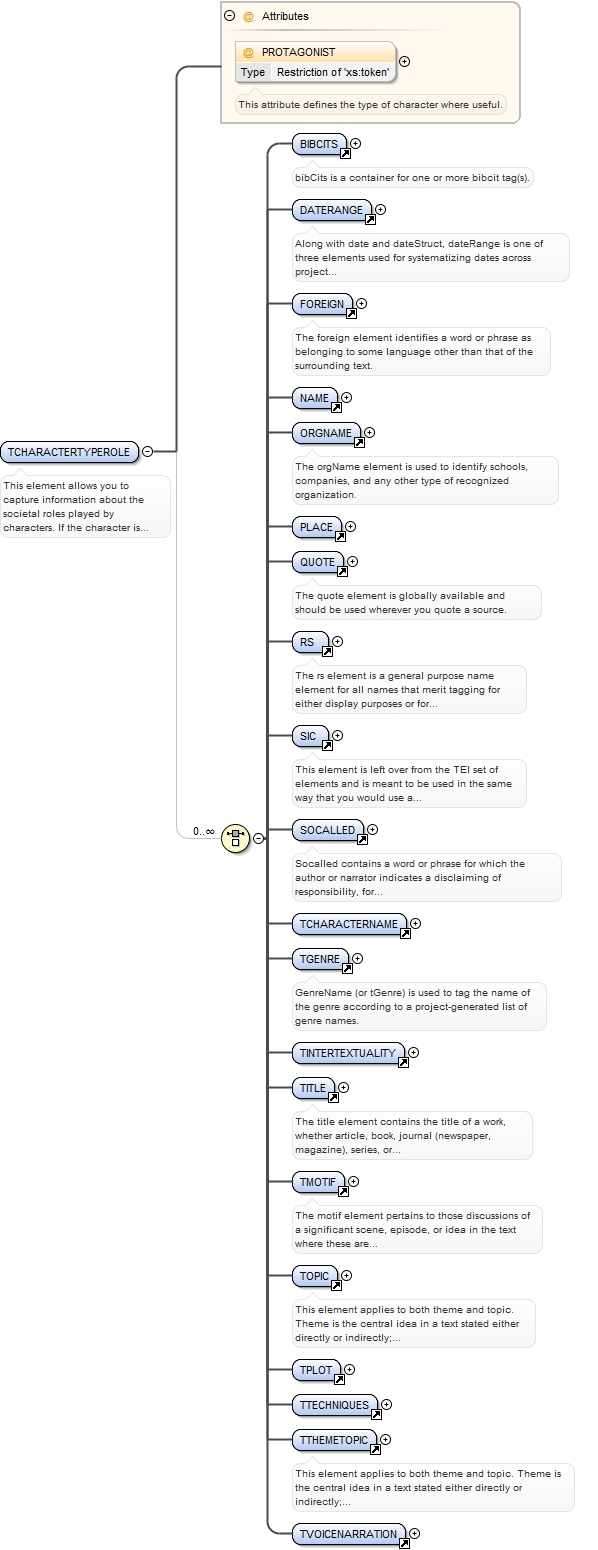 @ Attributes
@ PROTAGONIST
Type Restriction of 'xs:token'
This attribute defines the type of character where useful.
BIBCITS
bibCits is a container for one or more bibcit tag(s).
DATERANGE
Along with date and dateStruct, dateRange is one of
three elements used for systematizing dates across
project...
FOREIGN
The foreign element identifies a word or phrase as
belonging to some language other than that of the
surrounding text.
NAME
ORGNAME
The orgName element is used to identify schools,
companies, and any other type of recognized
organization.
TCHARACTERTYPEROLE
This element allows you to
capture information about the
societal roles played by
characters. If the character is...
PLACE
QUOTE
The quote element is globally available and
should be used wherever you quote a source.
RS
The rs element is a general purpose name
element for all names that merit tagging for
either display purposes or for...
SIC
This element is left over from the TEI set of
elements and is meant to be used in the same
way that you would use a...
0..∞
SOCALLED
Socalled contains a word or phrase for which the
author or narrator indicates a disclaiming of
responsibility, for...
TCHARACTERNAME
TGENRE
GenreName (or tGenre) is used to tag the name of
the genre according to a project-generated list of
genre names.
TINTERTEXTUALITY
TITLE
The title element contains the title of a work,
whether article, book, journal (newspaper,
magazine), series, or...
TMOTIF
The motif element pertains to those discussions of
a significant scene, episode, or idea in the text
where these are...
TOPIC
This element applies to both theme and topic.
Theme is the central idea in a text stated either
directly or indirectly;...
TPLOT
TTECHNIQUES
TTHEMETOPIC
This element applies to both theme and topic. Theme is
the central idea in a text stated either directly or
indirectly;...
TVOICENARRATION